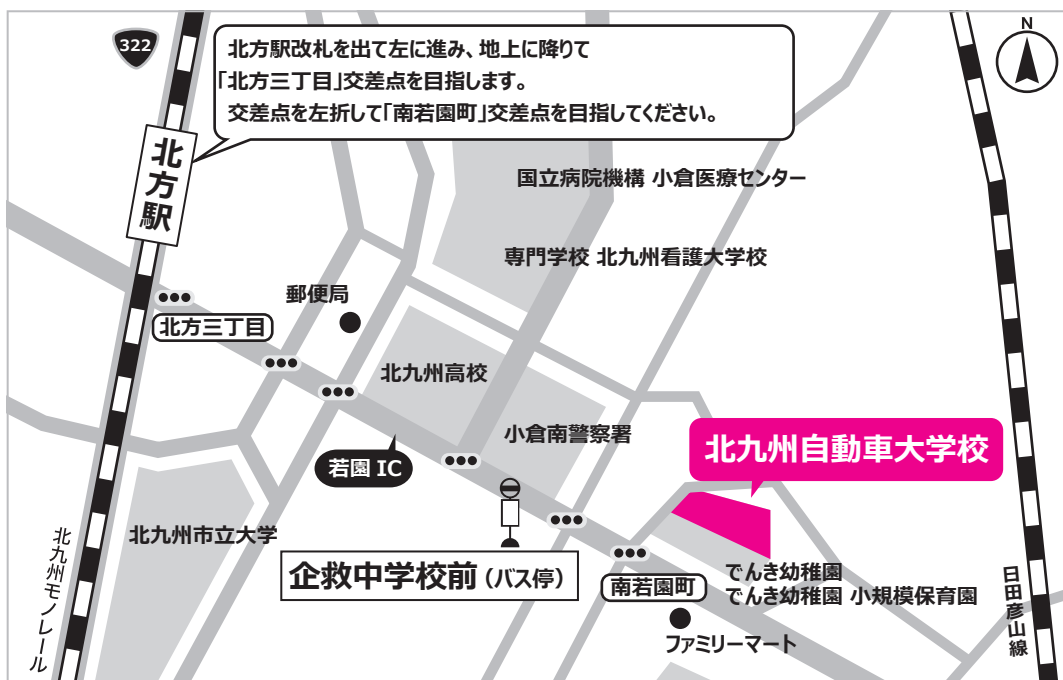 322
北方駅改札を出て左に進み、地上に降りて
「北方三丁目」交差点を目指します。
交差点を左折して「南若園町」交差点を目指してください。
N
北方駅
国立病院機構 小倉医療センター
専門学校 北九州看護大学校
郵便局
北方三丁目
北九州高校
小倉南警察署
北九州自動車大学校
若園 IC
北九州市立大学
企救中学校前（バス停）
南若園町
でんき幼稚園
でんき幼稚園 小規模保育園
ファミリーマート
北九州モノレール
日田彦山線